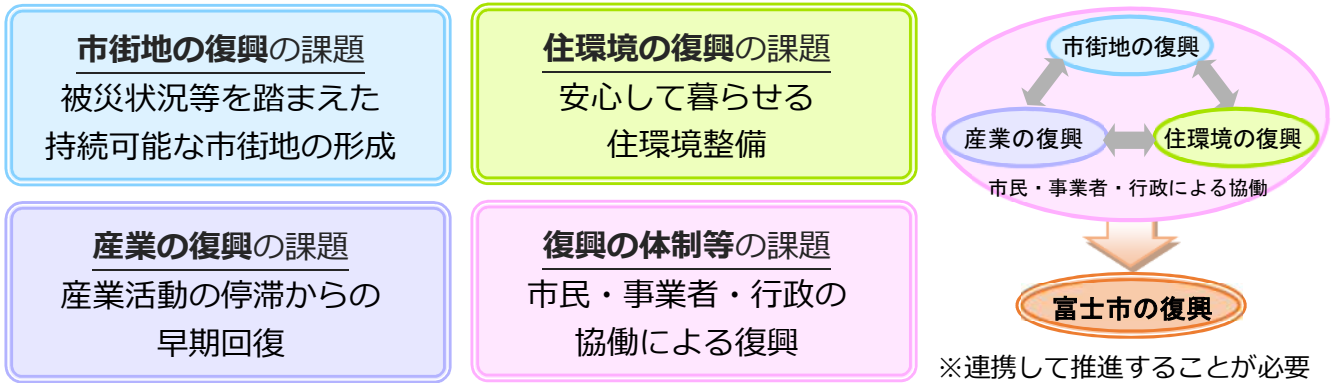 市街地の復興の課題
被災状況等を踏まえた
持続可能な市街地の形成
住環境の復興の課題
安心して暮らせる
住環境整備
産業の復興の課題
産業活動の停滞からの
早期回復
復興の体制等の課題
市民・事業者・行政の
協働による復興
市街地の復興
産業の復興
住環境の復興
市民・事業者・行政による協働
富士市の復興
※連携して推進することが必要